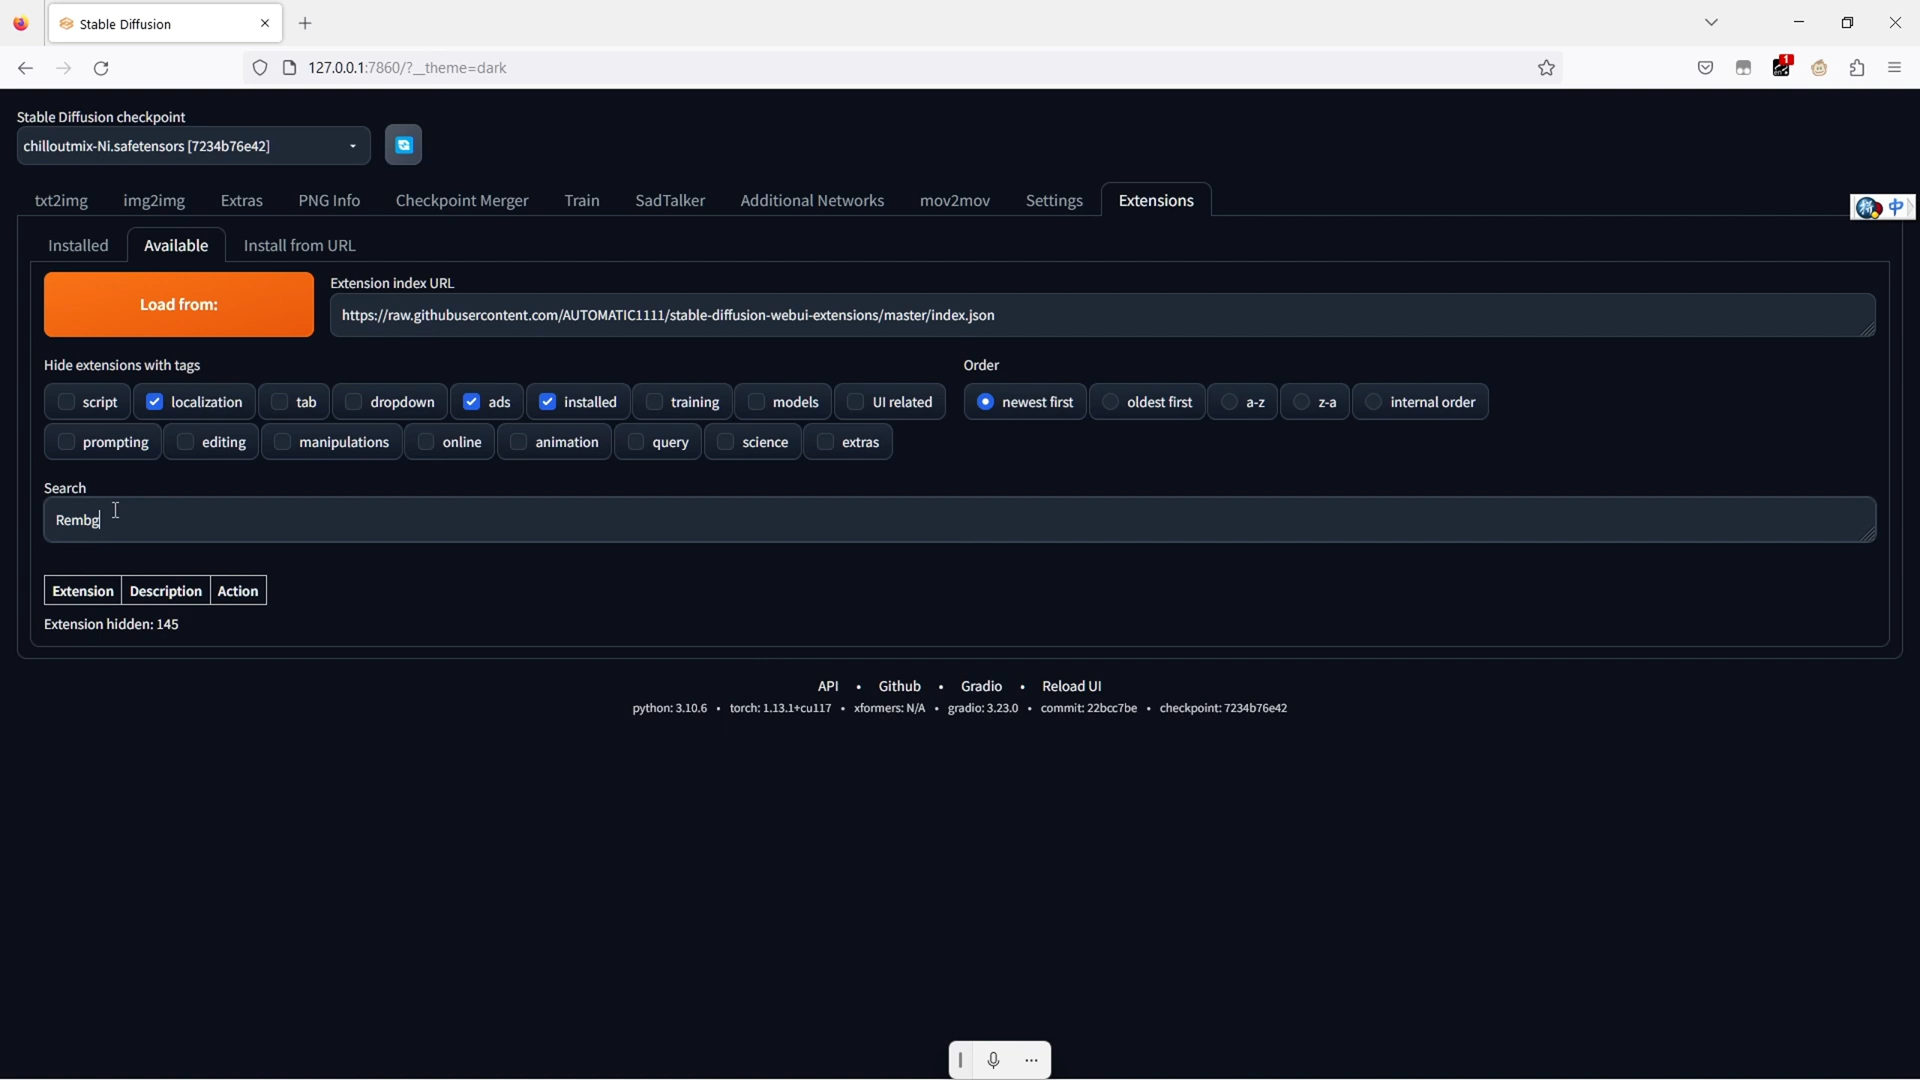 Stable Diffusion
127.0.0.1:7860/?__theme=dark
1
Stable Diffusion checkpoint
chilloutmix-Ni.safetensors [7234b76e42]
txt2img img2img Extras PNG Info Checkpoint Merger Train SadTalker Additional Networks mov2mov Settings Extensions
中
Installed Available Install from URL
Load from:
Extension index URL
https://raw.githubusercontent.com/AUTOMATIC1111/stable-diffusion-webui-extensions/master/index.json
Hide extensions with tags
script localization tab dropdown ads installed training models UI related
prompting editing manipulations online animation query science extras
Order
newest first oldest first a-z z-a internal order
Search
Rembg
Extension Description Action
Extension hidden: 145
API • Github • Gradio • Reload UI
python: 3.10.6 • torch: 1.13.1+cu117 • xformers: N/A • gradio: 3.23.0 • commit: 22bcc7be • checkpoint: 7234b76e42